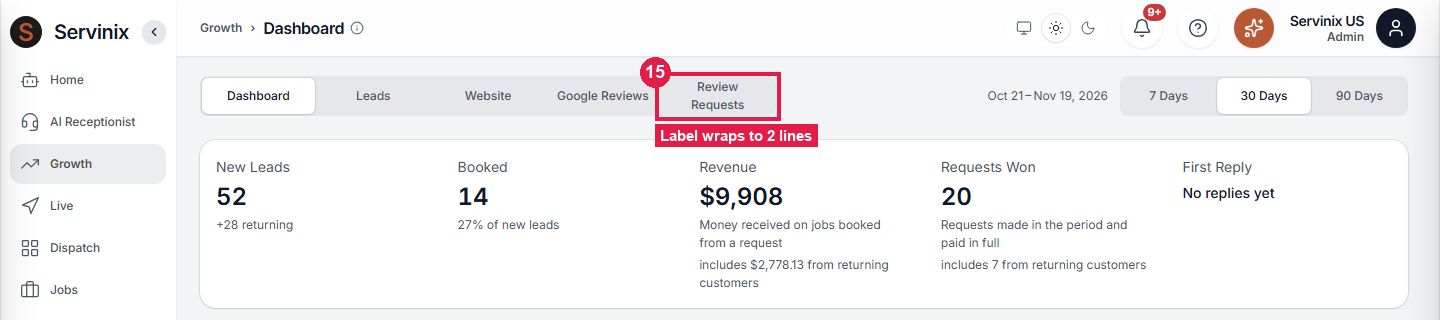 S Servinix
Growth › Dashboard
9+
Servinix US
Admin
Home
AI Receptionist
Growth
Live
Dispatch
Jobs
Dashboard
Leads
Website
Google Reviews
15
Review
Requests
Label wraps to 2 lines
Oct 21 – Nov 19, 2026
7 Days
30 Days
90 Days
New Leads
52
+28 returning
Booked
14
27% of new leads
Revenue
$9,908
Money received on jobs booked
from a request
includes $2,778.13 from returning
customers
Requests Won
20
Requests made in the period and
paid in full
includes 7 from returning customers
First Reply
No replies yet